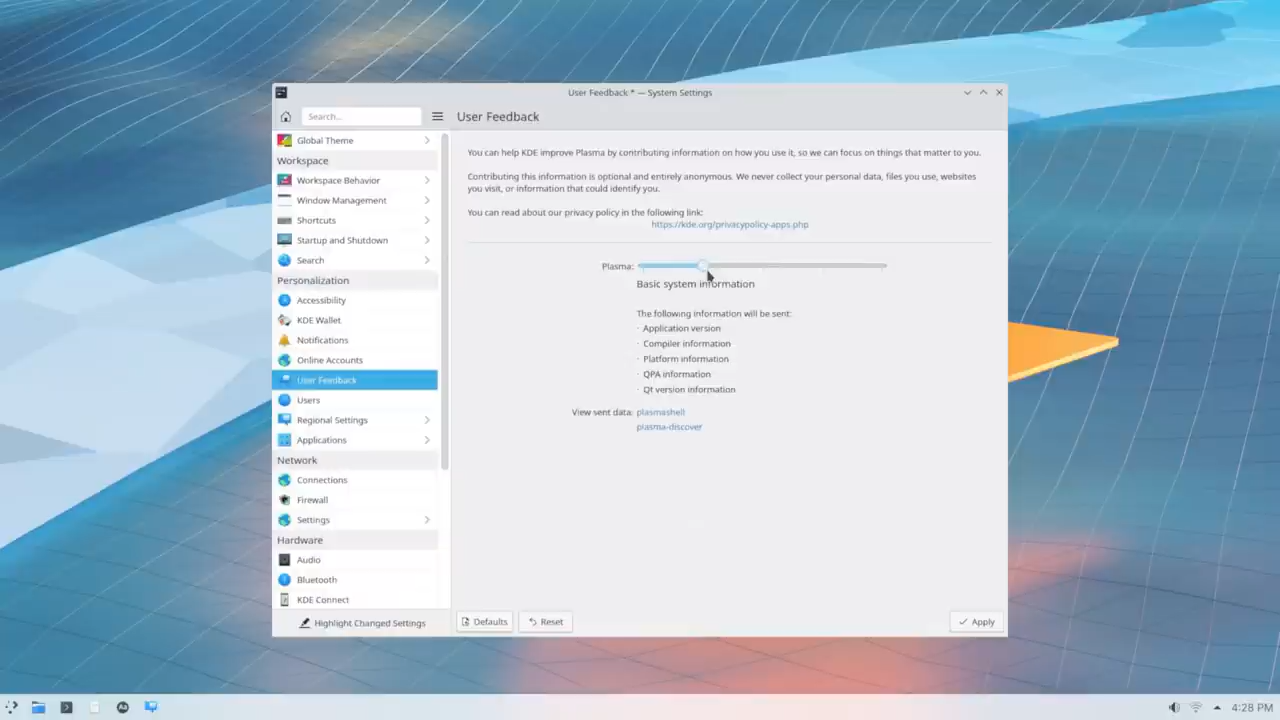 User Feedback * — System Settings
Search...
User Feedback
Global Theme
Workspace
Workspace Behavior
Window Management
Shortcuts
Startup and Shutdown
Search
Personalization
Accessibility
KDE Wallet
Notifications
Online Accounts
User Feedback
Users
Regional Settings
Applications
Network
Connections
Firewall
Settings
Hardware
Audio
Bluetooth
KDE Connect
Highlight Changed Settings
You can help KDE improve Plasma by contributing information on how you use it, so we can focus on things that matter to you.
Contributing this information is optional and entirely anonymous. We never collect your personal data, files you use, websites
you visit, or information that could identify you.
You can read about our privacy policy in the following link:
https://kde.org/privacypolicy-apps.php
Plasma:
Basic system information
The following information will be sent:
· Application version
· Compiler information
· Platform information
· QPA information
· Qt version information
View sent data: plasmashell
plasma-discover
Defaults
Reset
Apply
4:28 PM